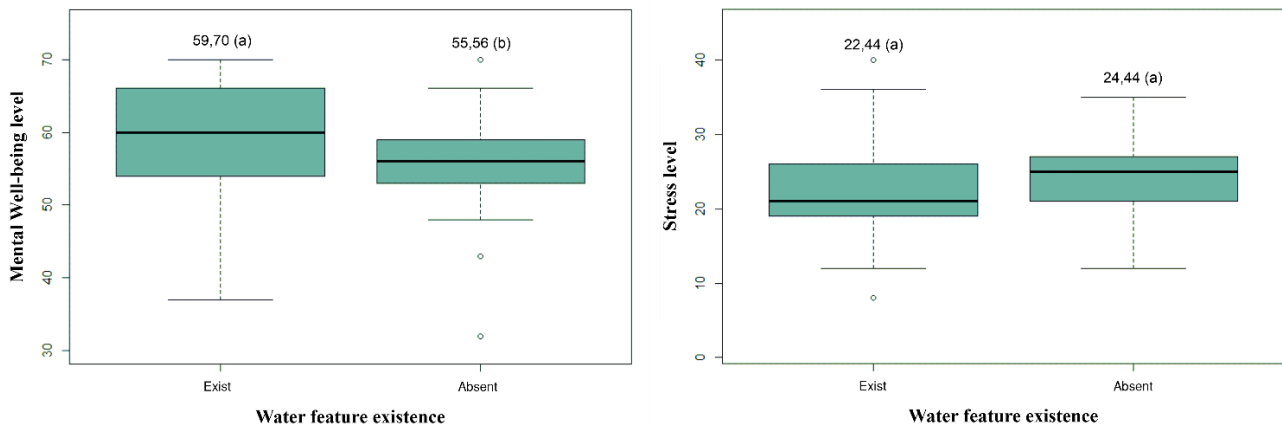 Mental Well-being level
70
60
50
40
30
59,70 (a)
55,56 (b)
Exist
Absent
Water feature existence
Stress level
40
30
20
10
0
22,44 (a)
24,44 (a)
Exist
Absent
Water feature existence